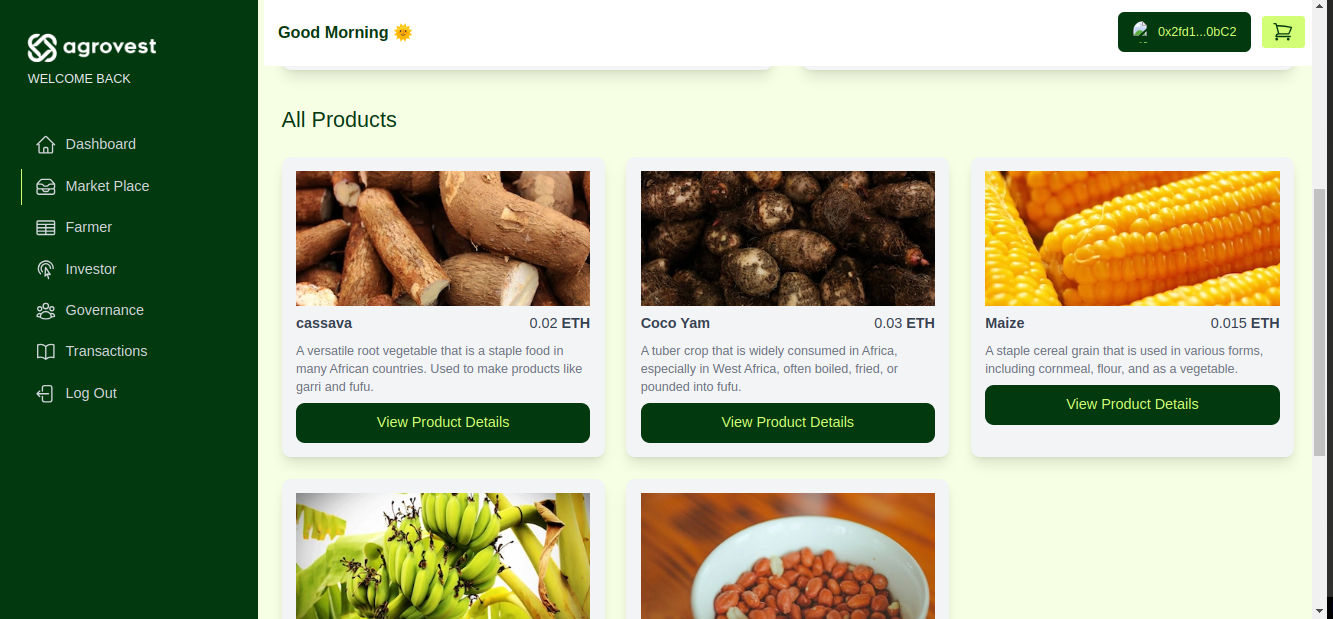 agrovest
WELCOME BACK
Dashboard
Market Place
Farmer
Investor
Governance
Transactions
Log Out
Good Morning 🌞
0x2fd1...0bC2
All Products
cassava 0.02 ETH
A versatile root vegetable that is a staple food in
many African countries. Used to make products like
garri and fufu.
View Product Details
Coco Yam 0.03 ETH
A tuber crop that is widely consumed in Africa,
especially in West Africa, often boiled, fried, or
pounded into fufu.
View Product Details
Maize 0.015 ETH
A staple cereal grain that is used in various forms,
including cornmeal, flour, and as a vegetable.
View Product Details